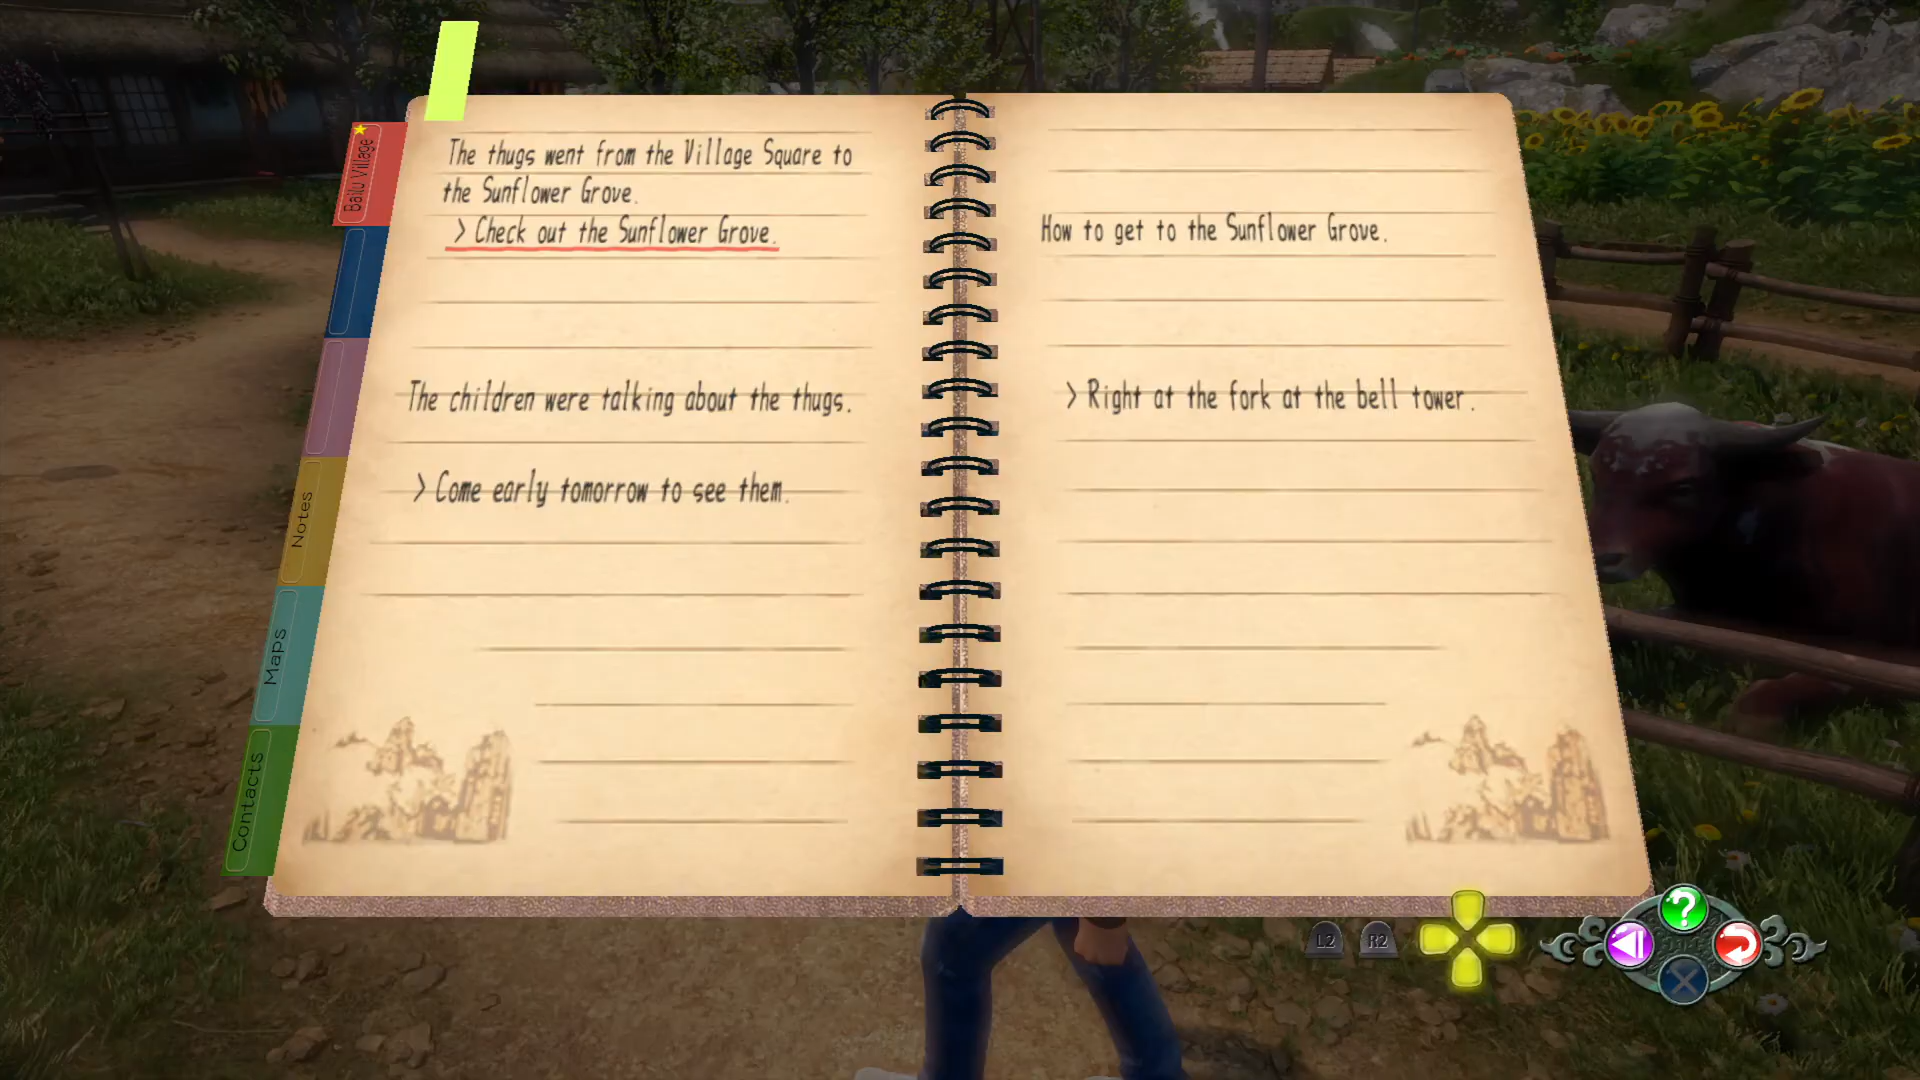 The thugs went from the Village Square to
the Sunflower Grove.
> Check out the Sunflower Grove.
The children were talking about the thugs.
> Come early tomorrow to see them.
How to get to the Sunflower Grove.
> Right at the fork at the bell tower.
Bailu Village
Notes
Maps
Contacts
L2
R2
?